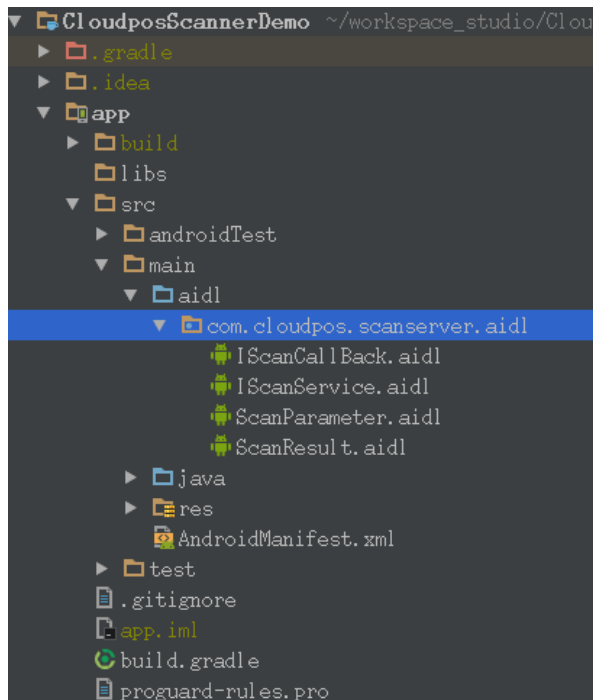 CloudposScannerDemo ~/workspace_studio/Clou
.gradle
.idea
app
build
libs
src
androidTest
main
aidl
com.cloudpos.scanserver.aidl
IScanCallBack.aidl
IScanService.aidl
ScanParameter.aidl
ScanResult.aidl
java
res
AndroidManifest.xml
test
.gitignore
app.iml
build.gradle
proguard-rules.pro